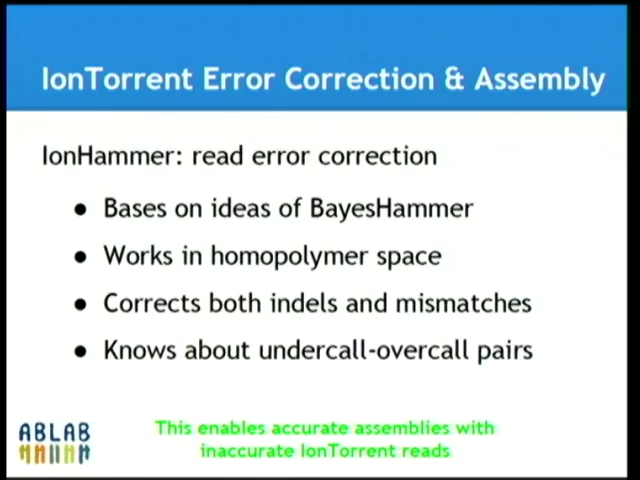 IonTorrent Error Correction & Assembly
IonHammer: read error correction
● Bases on ideas of BayesHammer
● Works in homopolymer space
● Corrects both indels and mismatches
● Knows about undercall-overcall pairs
This enables accurate assemblies with
inaccurate IonTorrent reads
ABLAB